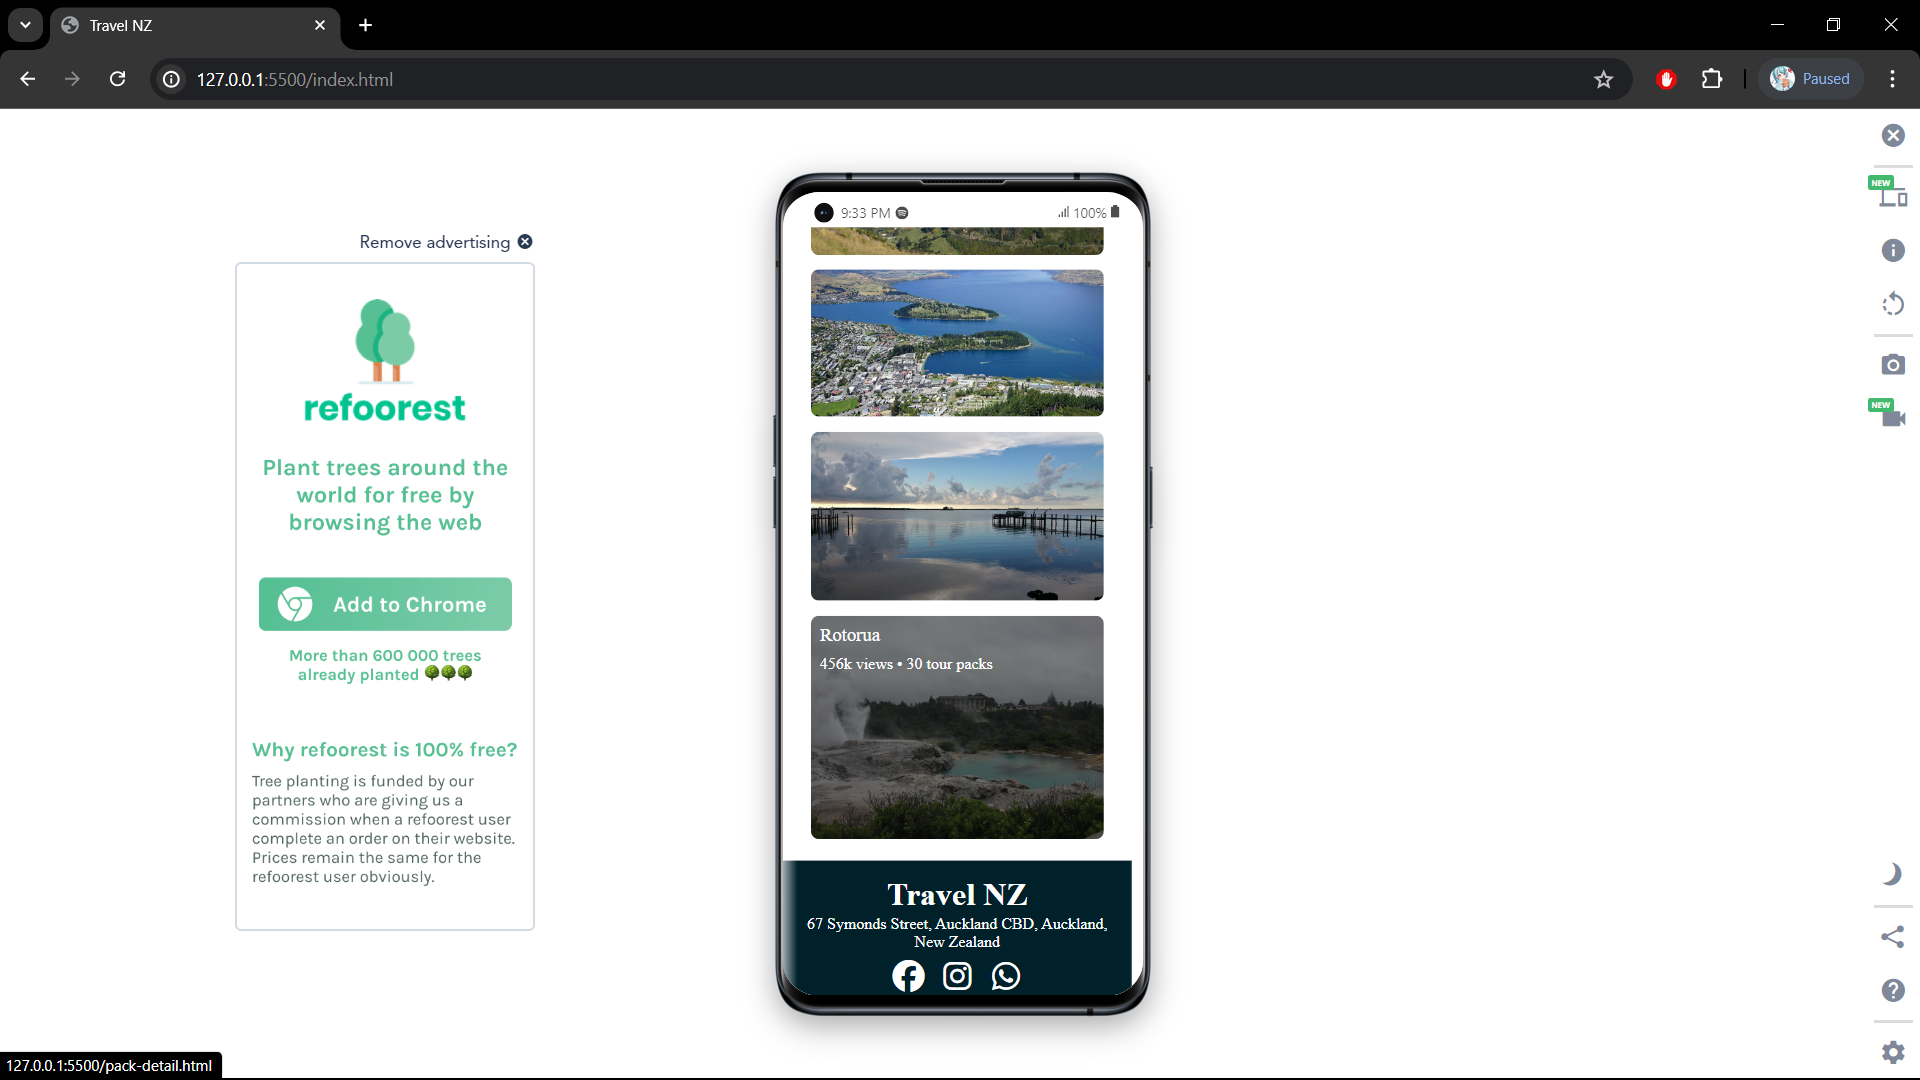 Travel NZ
127.0.0.1:5500/index.html
Paused
Remove advertising
refoorest
Plant trees around the
world for free by
browsing the web
Add to Chrome
More than 600 000 trees
already planted 🌳🌳🌳
Why refoorest is 100% free?
Tree planting is funded by our
partners who are giving us a
commission when a refoorest user
complete an order on their website.
Prices remain the same for the
refoorest user obviously.
9:33 PM
100%
Rotorua
456k views • 30 tour packs
Travel NZ
67 Symonds Street, Auckland CBD, Auckland,
New Zealand
NEW
NEW
127.0.0.1:5500/pack-detail.html